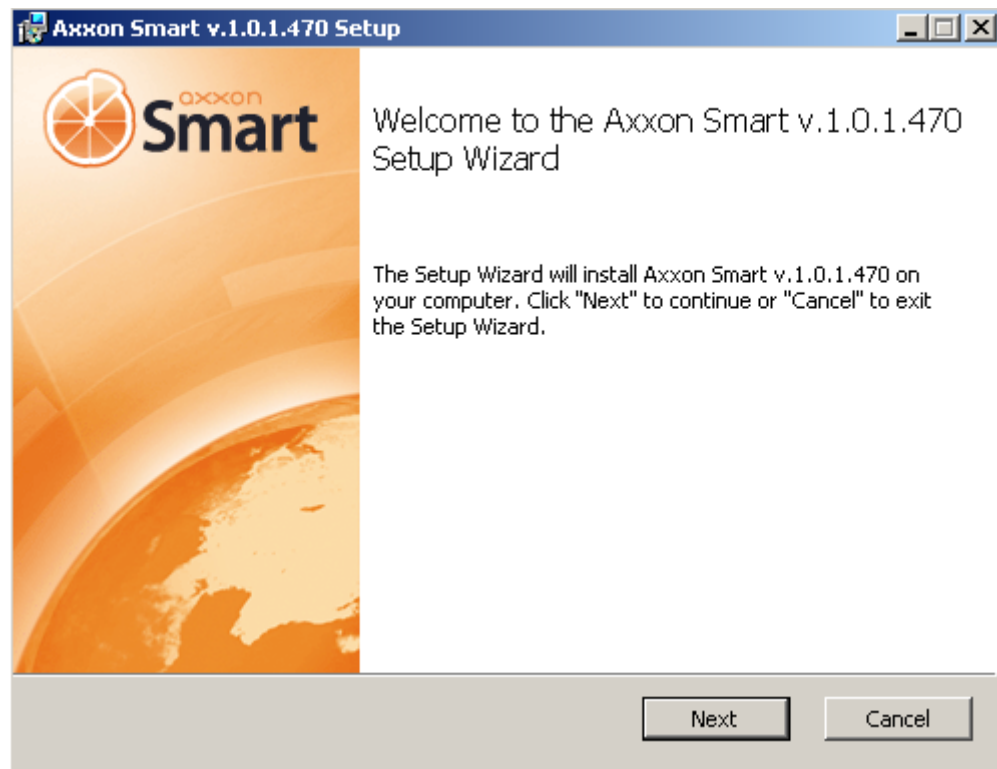 Axxon Smart v.1.0.1.470 Setup
axxon
Smart
Welcome to the Axxon Smart v.1.0.1.470
Setup Wizard
The Setup Wizard will install Axxon Smart v.1.0.1.470 on
your computer. Click "Next" to continue or "Cancel" to exit
the Setup Wizard.
Next
Cancel